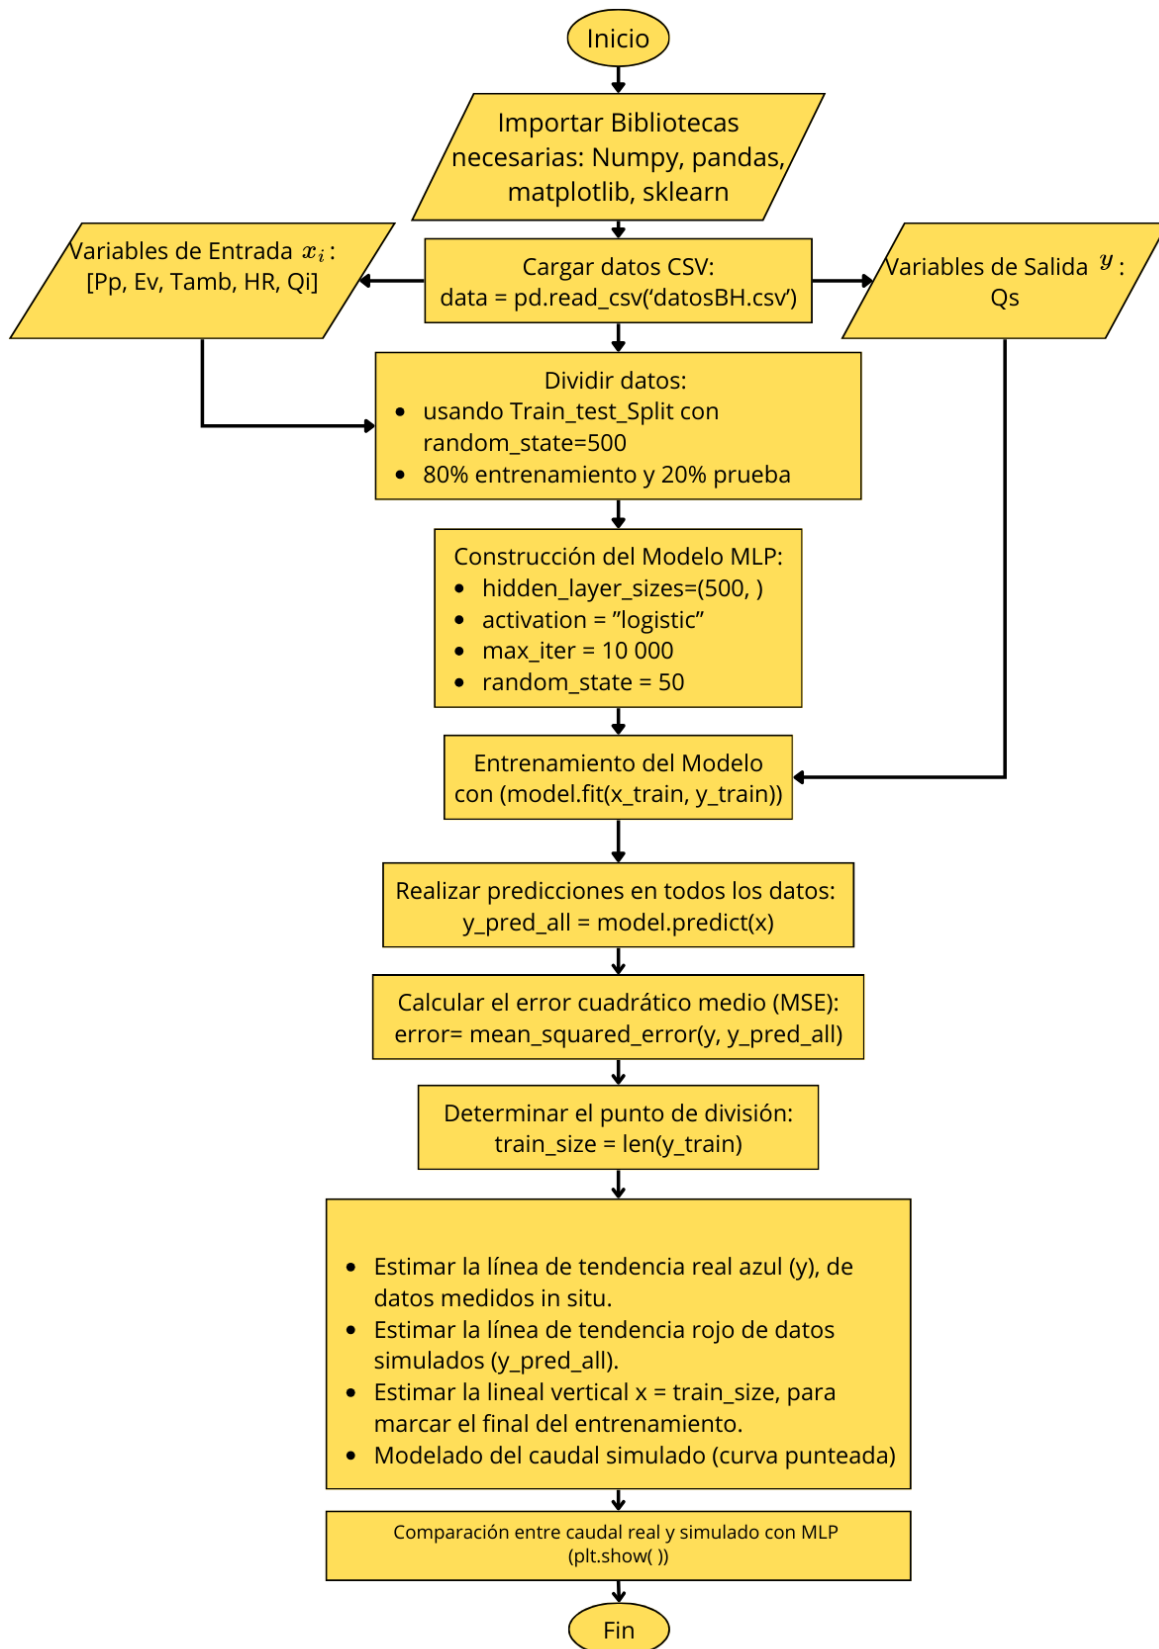 Inicio
Importar Bibliotecas
necesarias: Numpy, pandas,
matplotlib, sklearn
Variables de Entrada x_i:
[Pp, Ev, Tamb, HR, Qi]
Cargar datos CSV:
data = pd.read_csv(‘datosBH.csv’)
Variables de Salida y :
Qs
Dividir datos:
• usando Train_test_Split con
random_state=500
• 80% entrenamiento y 20% prueba
Construcción del Modelo MLP:
• hidden_layer_sizes=(500, )
• activation = ”logistic”
• max_iter = 10 000
• random_state = 50
Entrenamiento del Modelo
con (model.fit(x_train, y_train))
Realizar predicciones en todos los datos:
y_pred_all = model.predict(x)
Calcular el error cuadrático medio (MSE):
error= mean_squared_error(y, y_pred_all)
Determinar el punto de división:
train_size = len(y_train)
• Estimar la línea de tendencia real azul (y), de
datos medidos in situ.
• Estimar la línea de tendencia rojo de datos
simulados (y_pred_all).
• Estimar la lineal vertical x = train_size, para
marcar el final del entrenamiento.
• Modelado del caudal simulado (curva punteada)
Comparación entre caudal real y simulado con MLP
(plt.show( ))
Fin